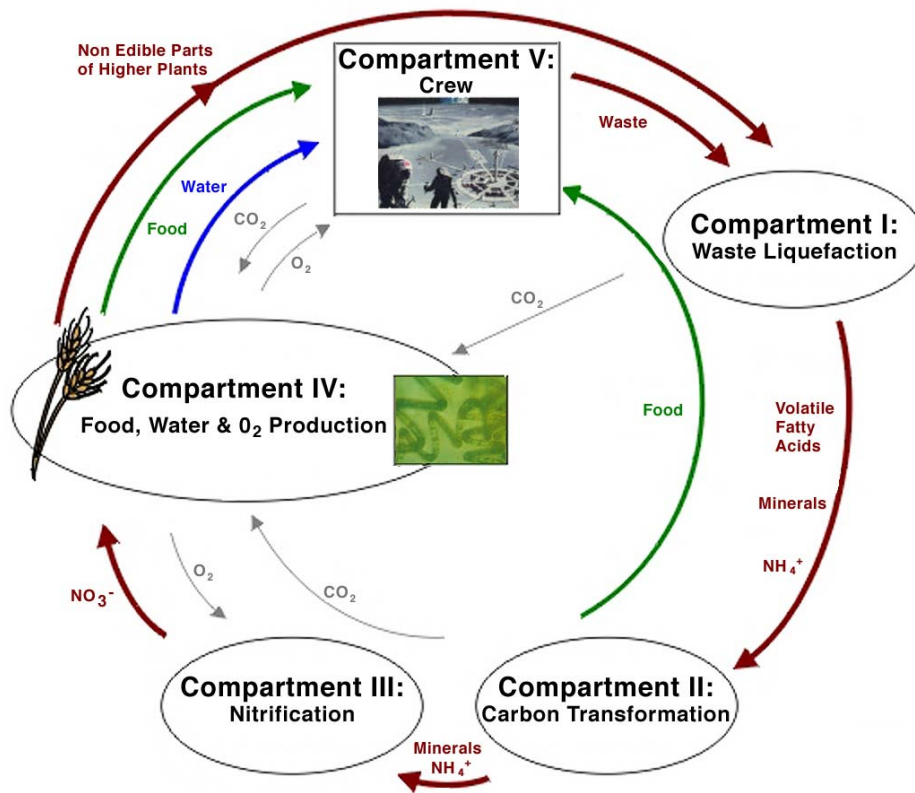 Non Edible Parts
of Higher Plants
Compartment V:
Crew
Waste
Water
Food
CO₂
O₂
Compartment I:
Waste Liquefaction
CO₂
Compartment IV:
Food, Water & 0₂ Production
Food
Volatile
Fatty
Acids
Minerals
NH₄⁺
O₂
CO₂
NO₃⁻
Compartment III:
Nitrification
Compartment II:
Carbon Transformation
Minerals
NH₄⁺